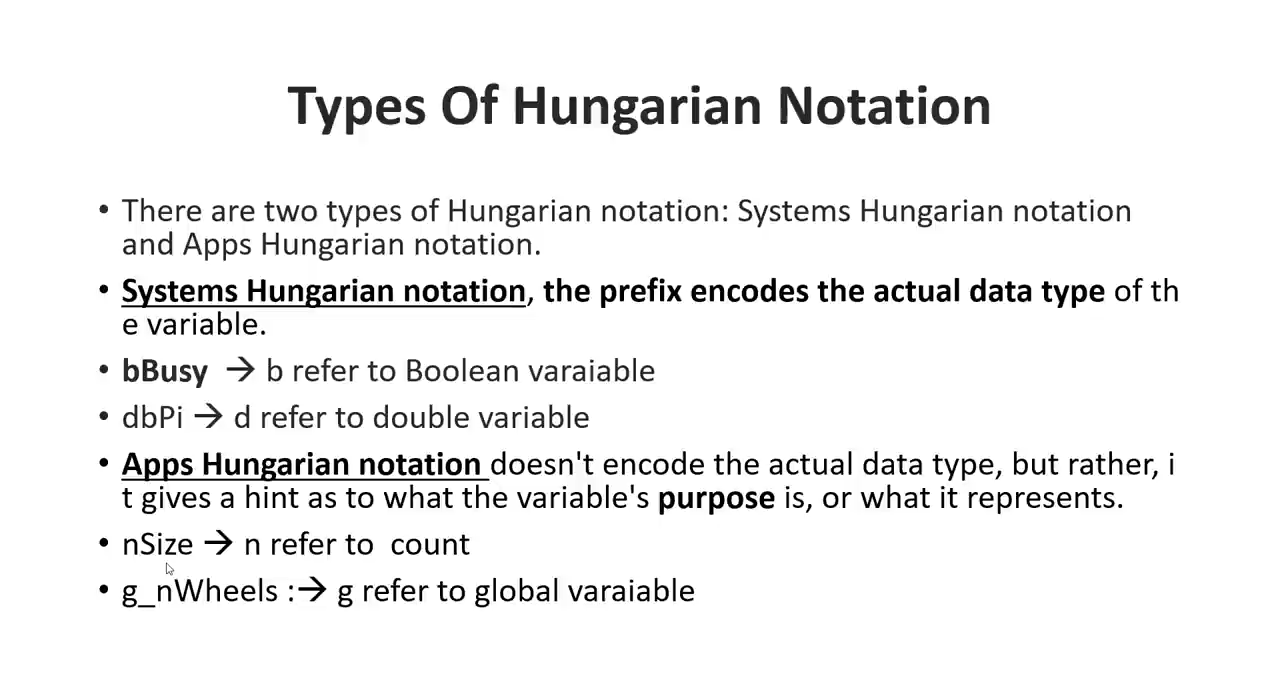 Types Of Hungarian Notation
• There are two types of Hungarian notation: Systems Hungarian notation
and Apps Hungarian notation.
• Systems Hungarian notation, the prefix encodes the actual data type of th
e variable.
• bBusy → b refer to Boolean varaiable
• dbPi → d refer to double variable
• Apps Hungarian notation doesn't encode the actual data type, but rather, i
t gives a hint as to what the variable's purpose is, or what it represents.
• nSize → n refer to count
• g_nWheels :→ g refer to global varaiable